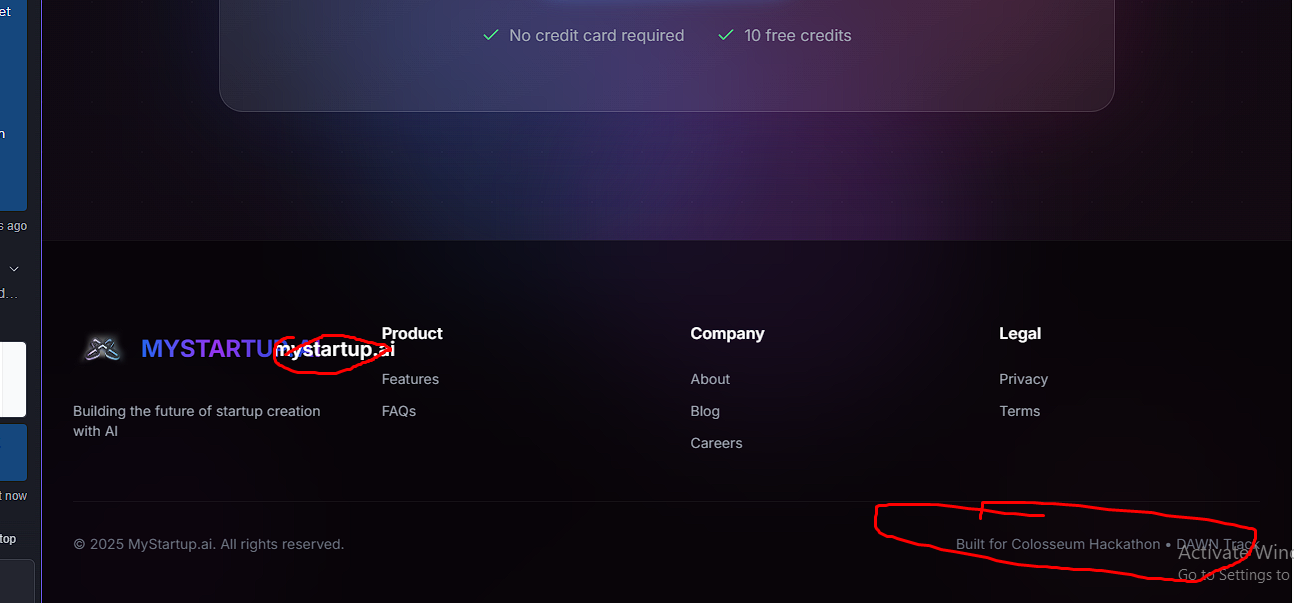 et
n
s ago
d...
t now
top
No credit card required
10 free credits
MYSTARTU
mystartup.ai
Building the future of startup creation
with AI
Product
Features
FAQs
Company
About
Blog
Careers
Legal
Privacy
Terms
© 2025 MyStartup.ai. All rights reserved.
Built for Colosseum Hackathon • DAWN Track
Activate Win
Go to Settings to